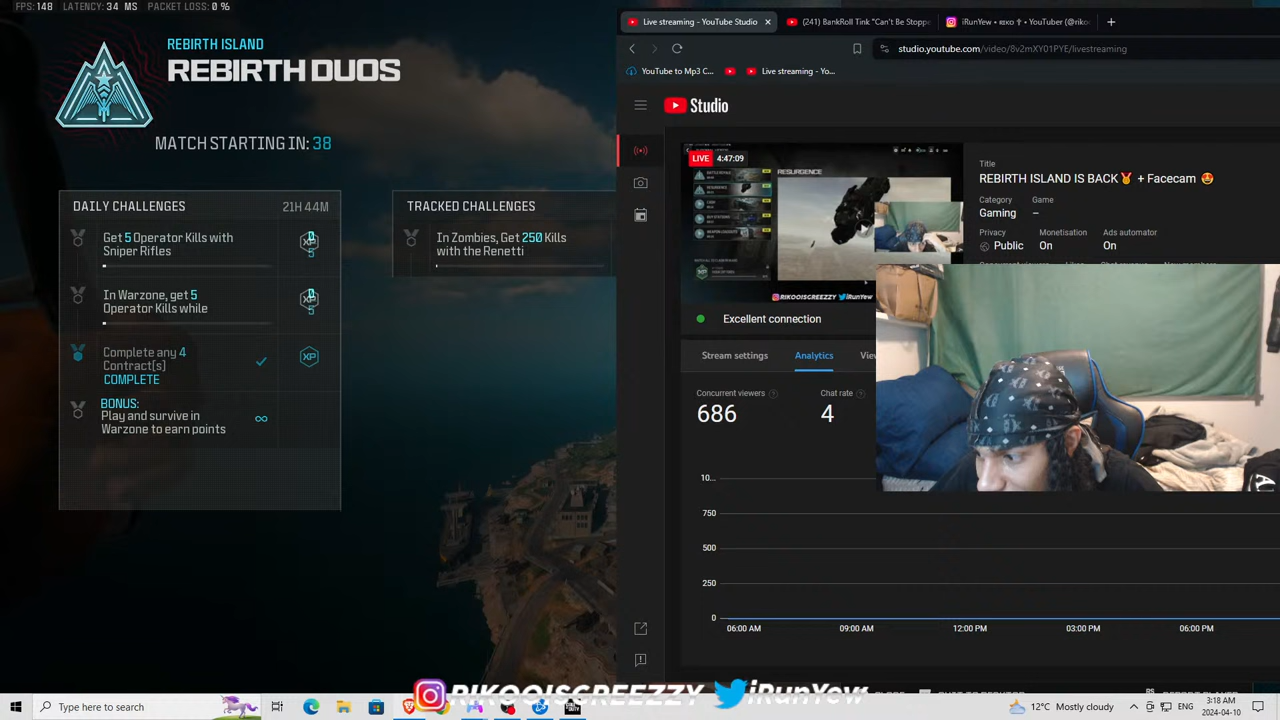 FPS: 148 LATENCY: 34 MS PACKET LOSS: 0 %
REBIRTH ISLAND
REBIRTH DUOS
MATCH STARTING IN: 38
DAILY CHALLENGES 21H 44M
Get 5 Operator Kills with
Sniper Rifles
In Warzone, get 5
Operator Kills while
Complete any 4
Contract[s]
COMPLETE
XP
BONUS:
Play and survive in
Warzone to earn points
TRACKED CHALLENGES
In Zombies, Get 250 Kills
with the Renetti
Live streaming - YouTube Studio
(241) BankRoll Tink "Can't Be Stoppe
studio.youtube.com/video/8v2mXY01PYE/livestreaming
YouTube to Mp3 C...
Live streaming - Yo...
Studio
LIVE 4:47:09
RESURGENCE
RIKOOISGREEZZY iRunYew
Title
REBIRTH ISLAND IS BACK + Facecam
Category Game
Gaming –
Privacy Monetisation Ads automator
Public On On
Excellent connection
Stream settings Analytics
Concurrent viewers Chat rate
686 4
10...
750
500
250
0
06:00 AM 09:00 AM 12:00 PM 03:00 PM 06:00 PM
RIKOOISGREEZZY iRunYew
Type here to search
12°C Mostly cloudy
ENG
3:18 AM
2024-04-10